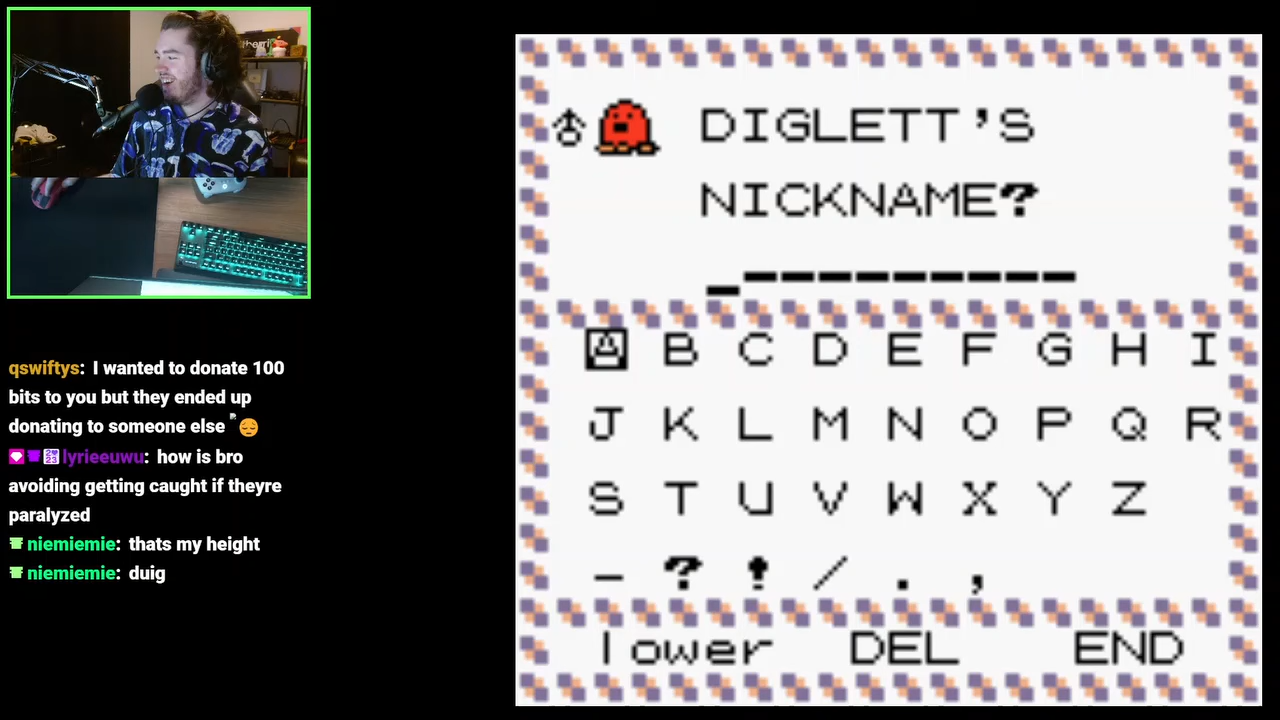 DIGLETT'S
NICKNAME?
A B C D E F G H I
J K L M N O P Q R
S T U V W X Y Z
- ? ! / . ,
lower DEL END
qswiftys: I wanted to donate 100
bits to you but they ended up
donating to someone else 😔
lyrieeuwu: how is bro
avoiding getting caught if theyre
paralyzed
niemiemie: thats my height
niemiemie: duig